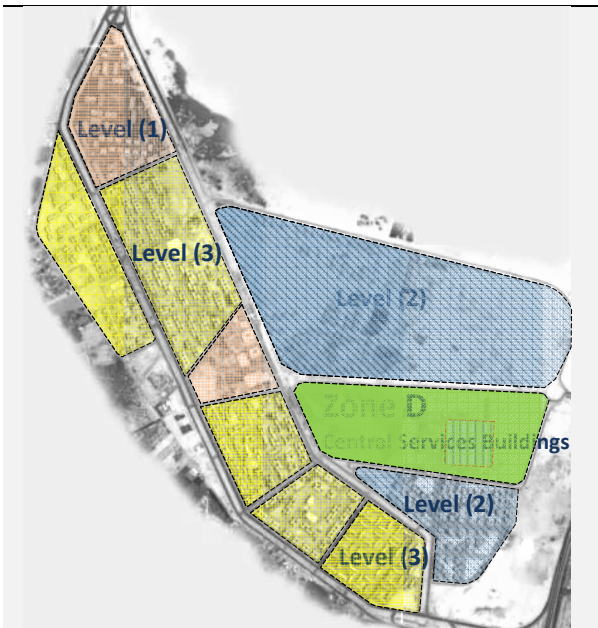 Level (1)
Level (3)
Level (2)
Zone D
Central Services Buildings
Level (2)
Level (3)